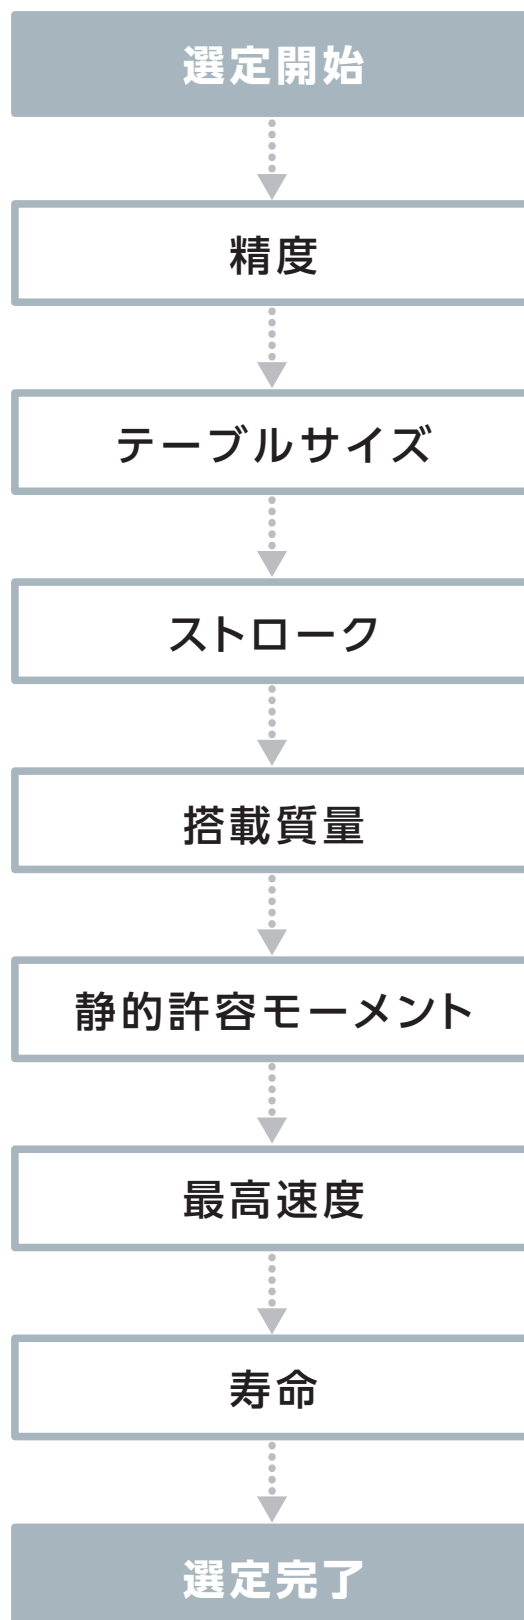 選定開始
精度
テーブルサイズ
ストローク
搭載質量
静的許容モーメント
最高速度
寿命
選定完了